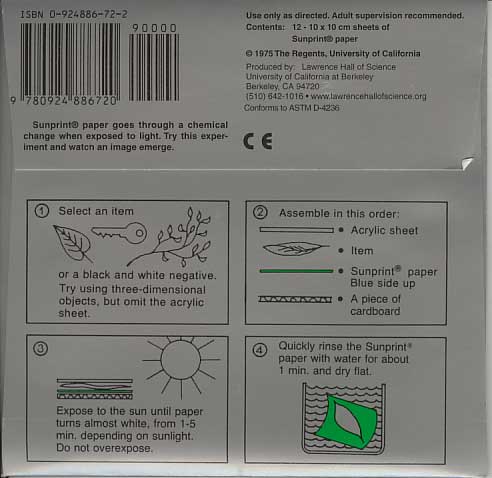 ISBN 0-924886-72-2
90000
9 780924 886720
Sunprint® paper goes through a chemical
change when exposed to light. Try this exper-
iment and watch an image emerge.
Use only as directed. Adult supervision recommended.
Contents: 12 - 10 x 10 cm sheets of
Sunprint® paper
© 1975 The Regents, University of California
Produced by: Lawrence Hall of Science
University of California at Berkeley
Berkeley, CA 94720
(510) 642-1016 • www.lawrencehallofscience.org
Conforms to ASTM D-4236
CE
1 Select an item
or a black and white negative.
Try using three-dimensional
objects, but omit the acrylic
sheet.
2 Assemble in this order:
• Acrylic sheet
• Item
• Sunprint® paper
Blue side up
• A piece of
cardboard
3
Expose to the sun until paper
turns almost white, from 1-5
min. depending on sunlight.
Do not overexpose.
4 Quickly rinse the Sunprint®
paper with water for about
1 min. and dry flat.